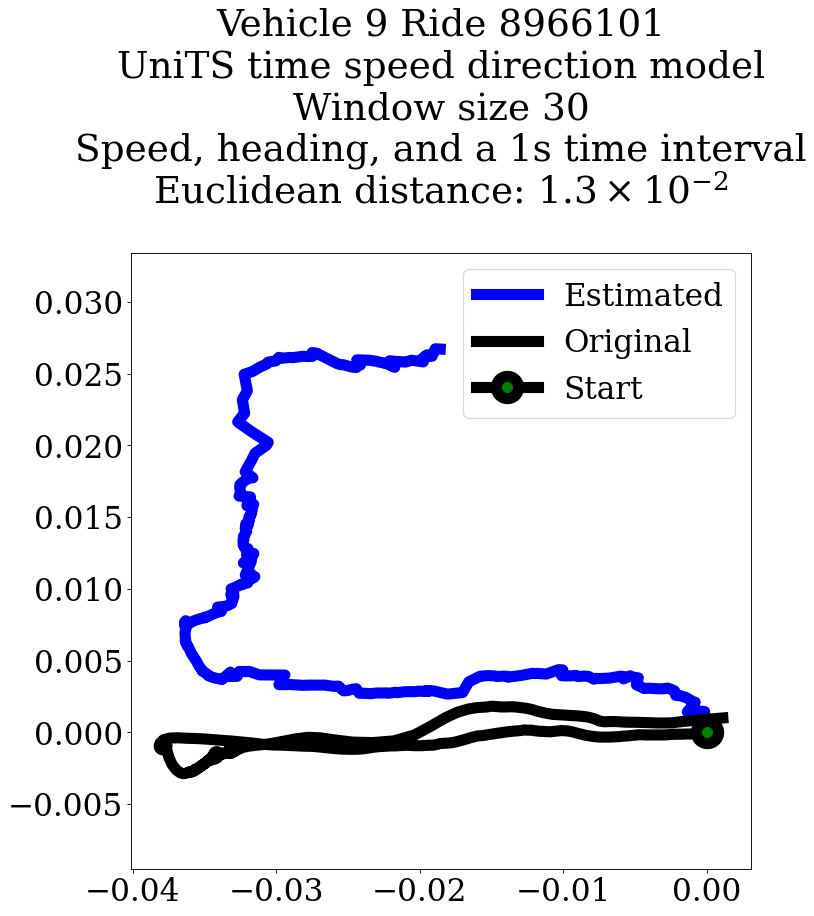 Vehicle 9 Ride 8966101
UniTS time speed direction model
Window size 30
Speed, heading, and a 1s time interval
Euclidean distance: 1.3 × 10⁻²
Estimated
Original
Start
0.030
0.025
0.020
0.015
0.010
0.005
0.000
−0.005
−0.04 −0.03 −0.02 −0.01 0.00